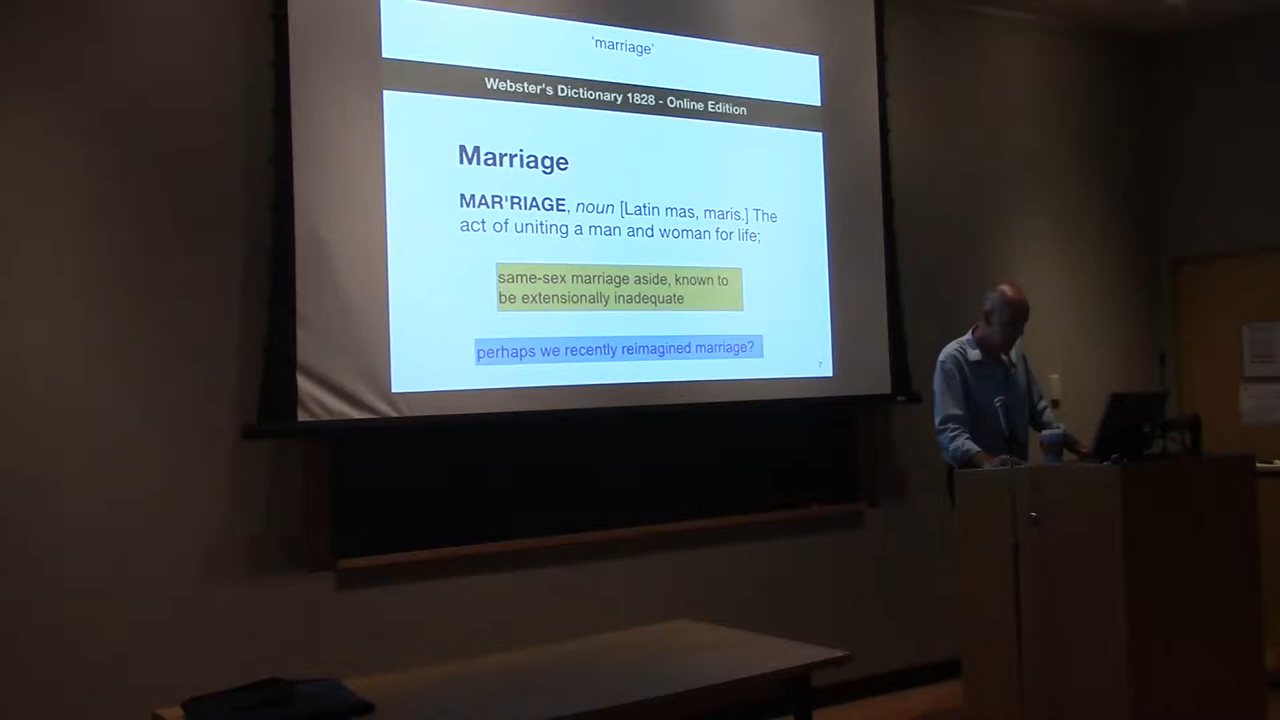 'marriage'
Webster's Dictionary 1828 - Online Edition
Marriage
MAR'RIAGE, noun [Latin mas, maris.] The
act of uniting a man and woman for life;
same-sex marriage aside, known to
be extensionally inadequate
perhaps we recently reimagined marriage?
7